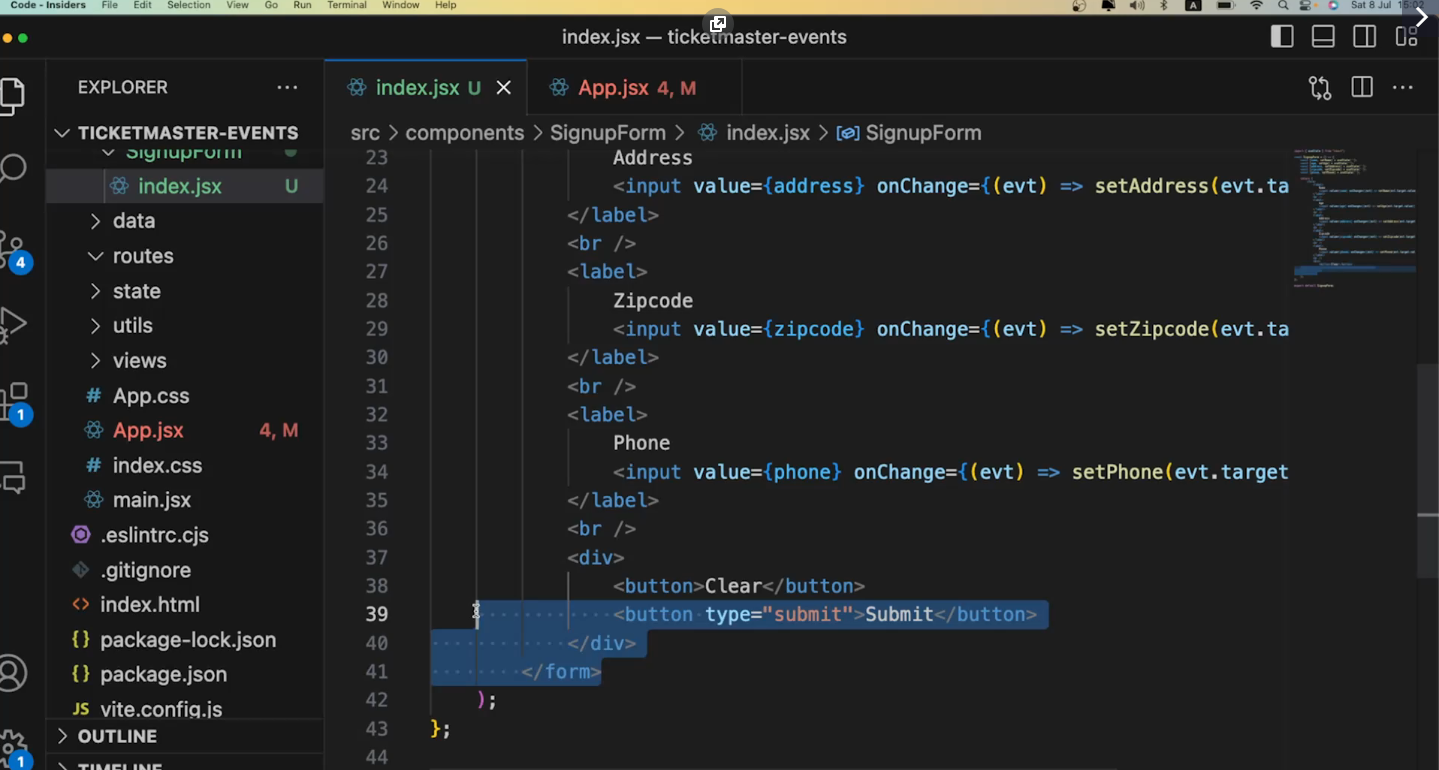 Code - Insiders File Edit Selection View Go Run Terminal Window Help A Sat 8 Jul 15:02
index.jsx — ticketmaster-events
EXPLORER ...
index.jsx U
App.jsx 4, M
TICKETMASTER-EVENTS
src > components > SignupForm > index.jsx > SignupForm
SignupForm
index.jsx U
data
routes
state
utils
views
# App.css
App.jsx 4, M
# index.css
main.jsx
.eslintrc.cjs
.gitignore
<> index.html
{} package-lock.json
{} package.json
JS vite.config.js
OUTLINE
TIMELINE
4
1
1
23 Address
24 <input value={address} onChange={(evt) => setAddress(evt.ta
25 </label>
26 <br />
27 <label>
28 Zipcode
29 <input value={zipcode} onChange={(evt) => setZipcode(evt.ta
30 </label>
31 <br />
32 <label>
33 Phone
34 <input value={phone} onChange={(evt) => setPhone(evt.target
35 </label>
36 <br />
37 <div>
38 <button>Clear</button>
39 <button type="submit">Submit</button>
40 </div>
41 </form>
42 );
43 };
44